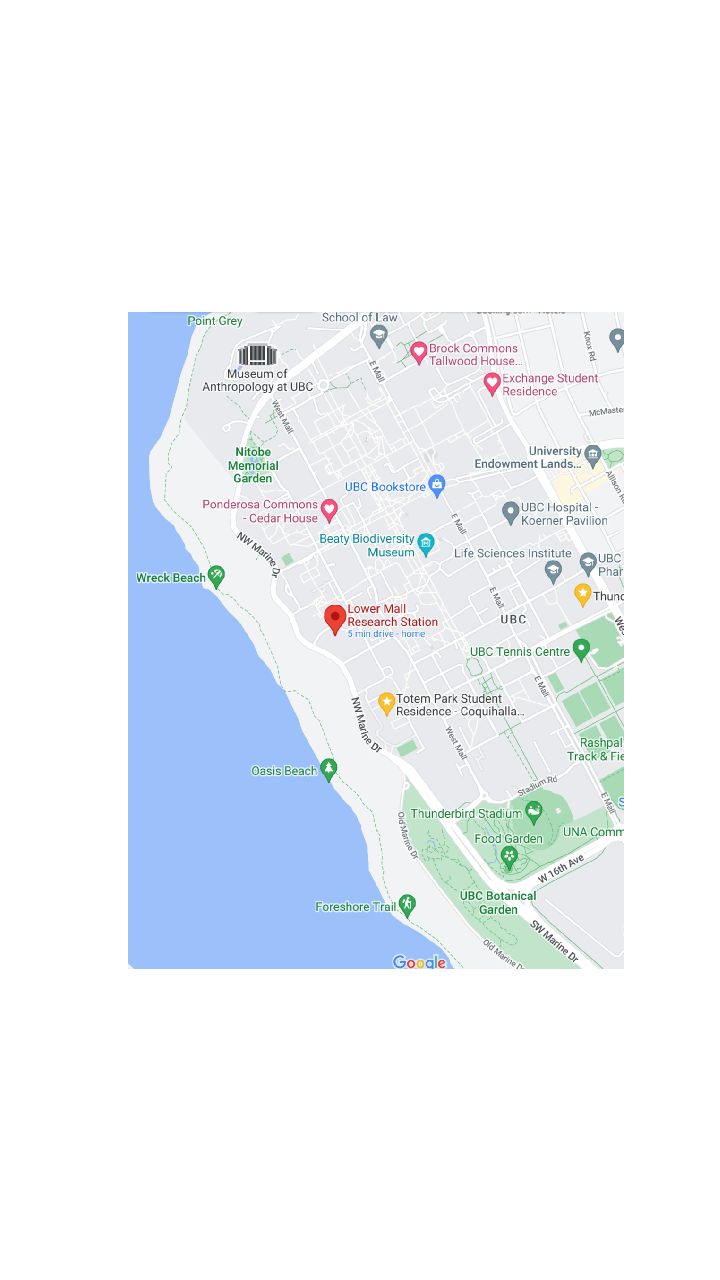 Point Grey
School of Law
Knox Rd
Brock Commons
Tallwood House...
E Mall
Museum of
Anthropology at UBC
Exchange Student
Residence
West Mall
McMaste
University
Endowment Lands...
Nitobe
Memorial
Garden
Allison R
UBC Bookstore
Ponderosa Commons
- Cedar House
UBC Hospital -
Koerner Pavilion
E Mall
NW Marine Dr
Beaty Biodiversity
Museum
Life Sciences Institute
UBC
Phar
Wreck Beach
E Mall
Thund
Lower Mall
Research Station
5 min drive - home
UBC
Wes
UBC Tennis Centre
E Mall
Totem Park Student
Residence - Coquihalla...
NW Marine Dr
West Mall
Rashpal
Track & Fie
Oasis Beach
Stadium Rd
E Mall
S
Thunderbird Stadium
Old Marine Dr
UNA Comm
Food Garden
W 16th Ave
UBC Botanical
Garden
Foreshore Trail
SW Marine Dr
Old Marine Dr
Google